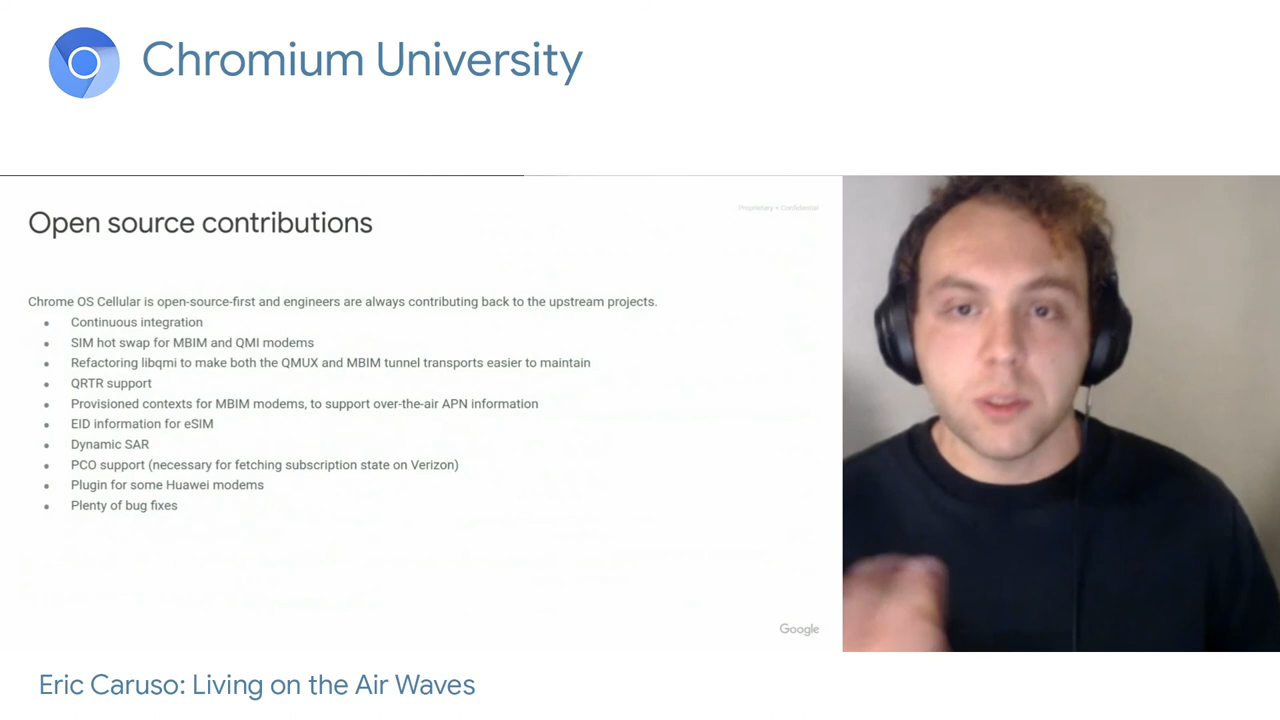 Chromium University
Open source contributions
Proprietary + Confidential
Chrome OS Cellular is open-source-first and engineers are always contributing back to the upstream projects.
• Continuous integration
• SIM hot swap for MBIM and QMI modems
• Refactoring libqmi to make both the QMUX and MBIM tunnel transports easier to maintain
• QRTR support
• Provisioned contexts for MBIM modems, to support over-the-air APN information
• EID information for eSIM
• Dynamic SAR
• PCO support (necessary for fetching subscription state on Verizon)
• Plugin for some Huawei modems
• Plenty of bug fixes
Google
Eric Caruso: Living on the Air Waves